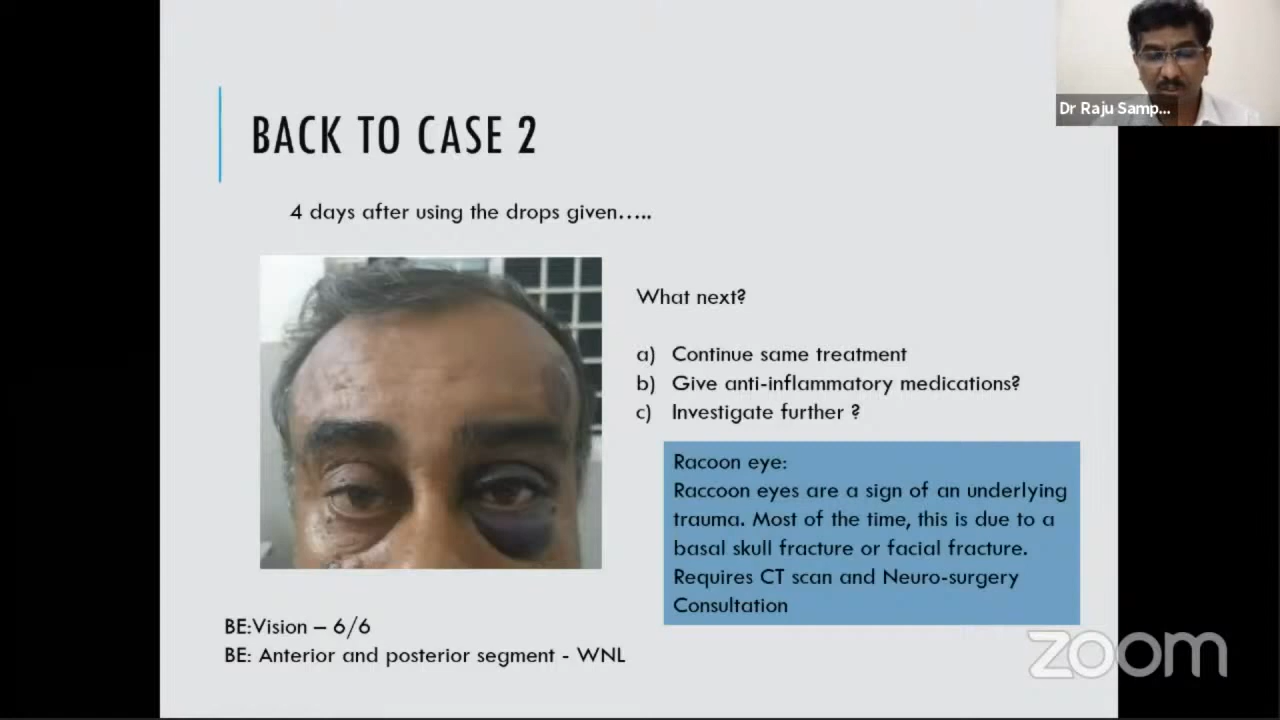 BACK TO CASE 2
Dr Raju Samp...
4 days after using the drops given…..
What next?
a) Continue same treatment
b) Give anti-inflammatory medications?
c) Investigate further ?
Racoon eye:
Raccoon eyes are a sign of an underlying
trauma. Most of the time, this is due to a
basal skull fracture or facial fracture.
Requires CT scan and Neuro-surgery
Consultation
BE:Vision – 6/6
BE: Anterior and posterior segment - WNL
zoom